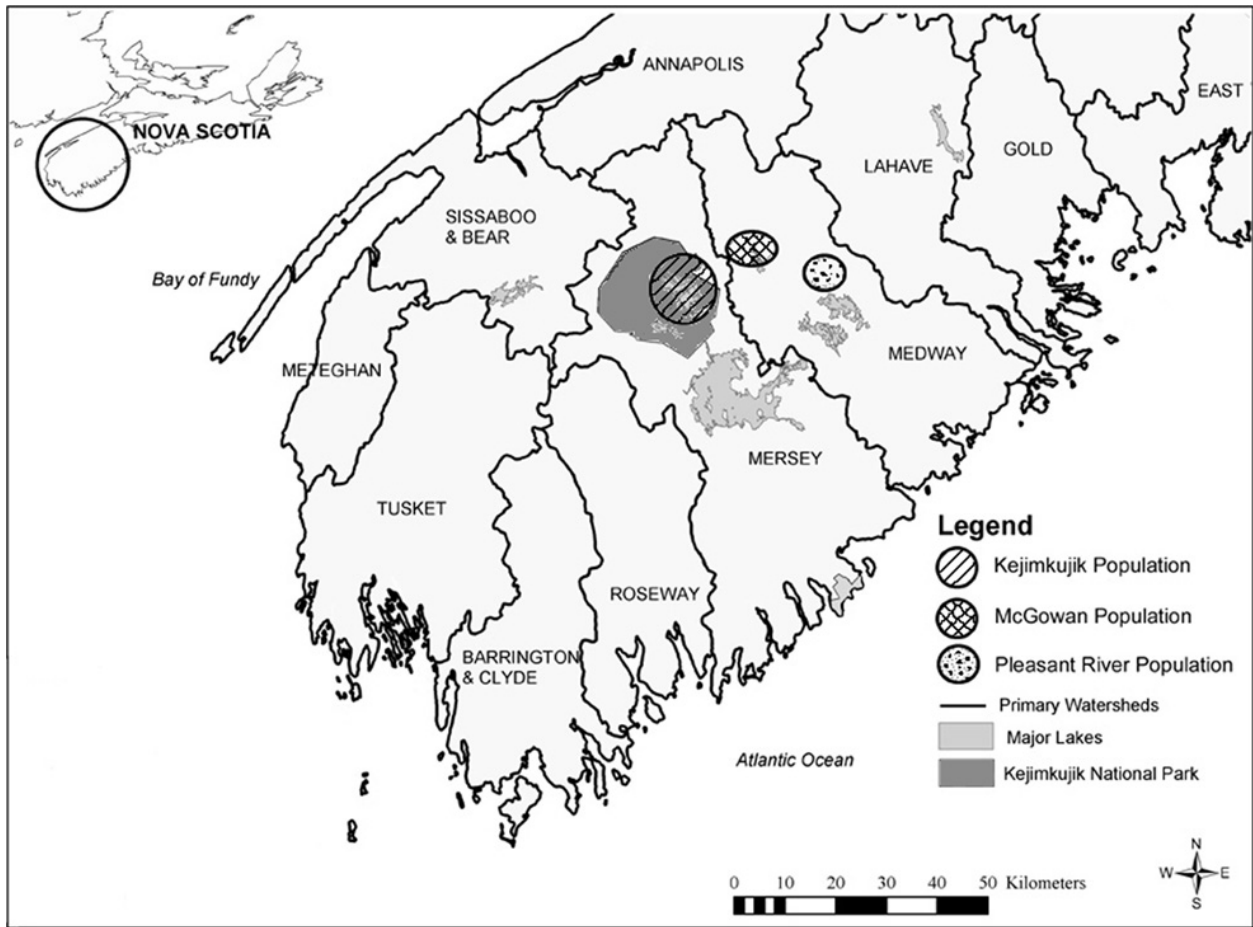 NOVA SCOTIA
ANNAPOLIS
EAST
GOLD
LAHAVE
SISSABOO
& BEAR
Bay of Fundy
MEDWAY
METEGHAN
MERSEY
TUSKET
ROSEWAY
BARRINGTON
& CLYDE
Atlantic Ocean
Legend
Kejimkujik Population
McGowan Population
Pleasant River Population
Primary Watersheds
Major Lakes
Kejimkujik National Park
N
W E
S
0 10 20 30 40 50 Kilometers